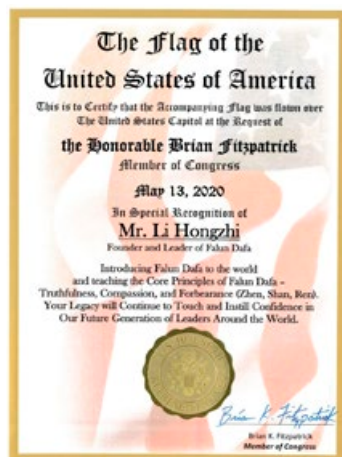 The Flag of the
United States of America
This is to Certify that the Accompanying Flag was flown over
The United States Capitol at the Request of
the Honorable Brian Fitzpatrick
Member of Congress
May 13, 2020
In Special Recognition of
Mr. Li Hongzhi
Founder and Leader of Falun Dafa
Introducing Falun Dafa to the world
and teaching the Core Principles of Falun Dafa –
Truthfulness, Compassion, and Forbearance (Zhen, Shan, Ren).
Your Legacy will Continue to Touch and Instill Confidence in
Our Future Generation of Leaders Around the World.
Brian K. Fitzpatrick
Brian K. Fitzpatrick
Member of Congress